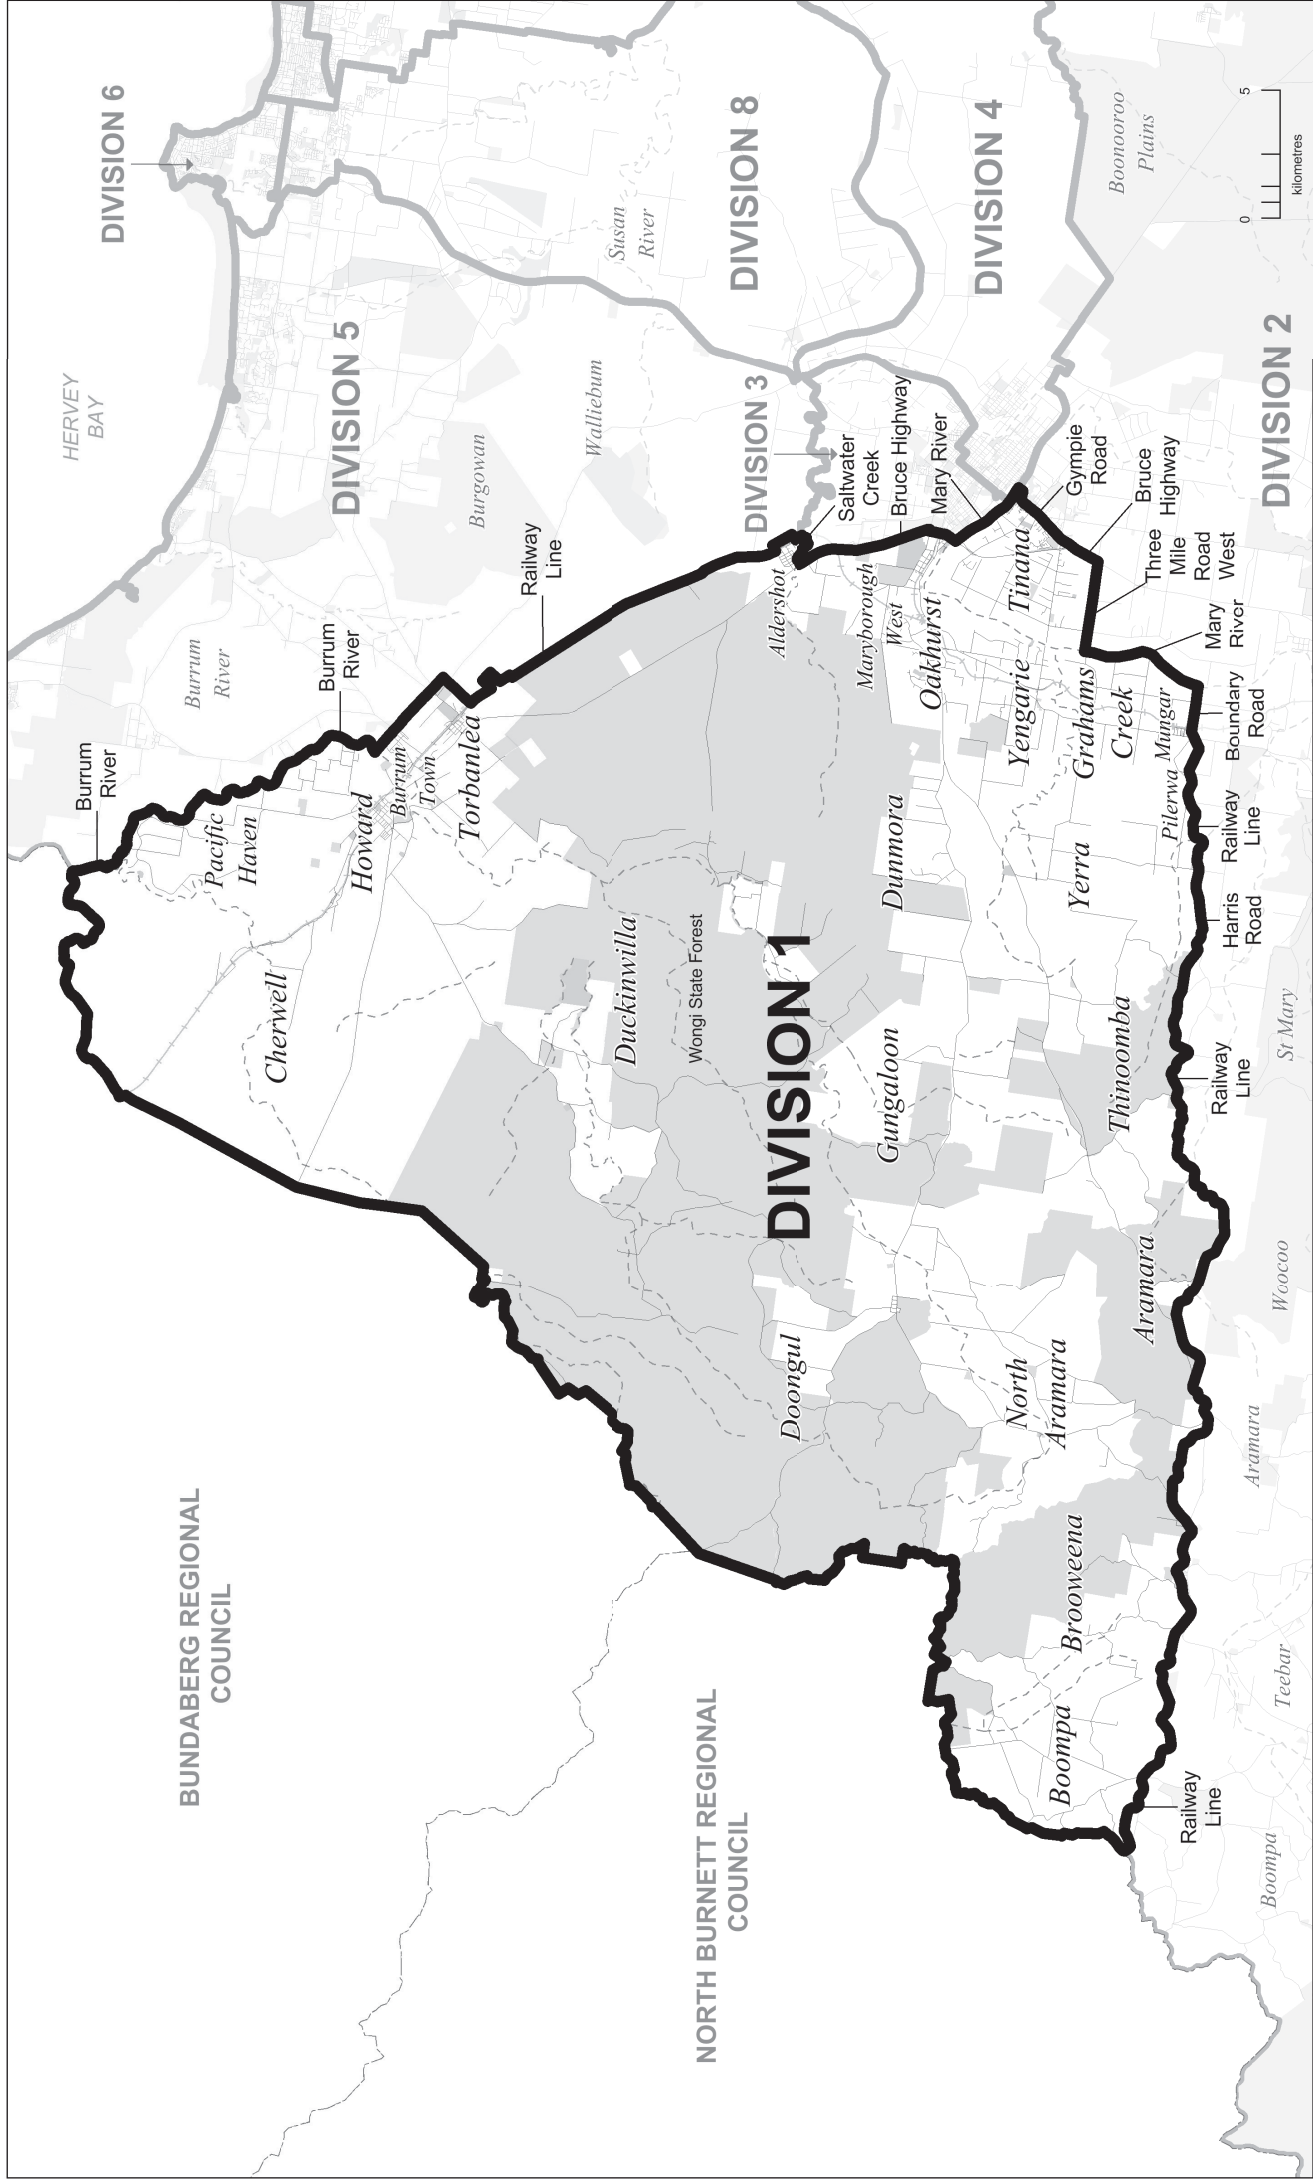 HERVEY
BAY
DIVISION 6
BUNDABERG REGIONAL
COUNCIL
NORTH BURNETT REGIONAL
COUNCIL
Burrum
River
Burrum
River
Burrum
River
Pacific
Haven
Cherwell
Howard
Burrum
Town
Torbanlea
DIVISION 5
Burgowan
Railway
Line
Walliebum
Susan
River
DIVISION 8
DIVISION 3
Duckinwilla
Wongi State Forest
DIVISION 1
Doongul
Gungaloon
Dunmora
Aldershot
Saltwater
Creek
Maryborough
West
Bruce Highway
Oakhurst
Mary River
DIVISION 4
Tinana
Yengarie
Gympie
Road
North
Aramara
Boompa
Brooweena
Yerra
Grahams
Creek
Boonooroo
Plains
Thinoomba
Aramara
Mungar
Pilerwa
Bruce
Highway
Three
Mile
Road
West
Mary
River
Boundary
Road
Railway
Line
Harris
Road
Railway
Line
Railway
Line
DIVISION 2
St Mary
Woocoo
Aramara
Teebar
Boompa
0
5
kilometres